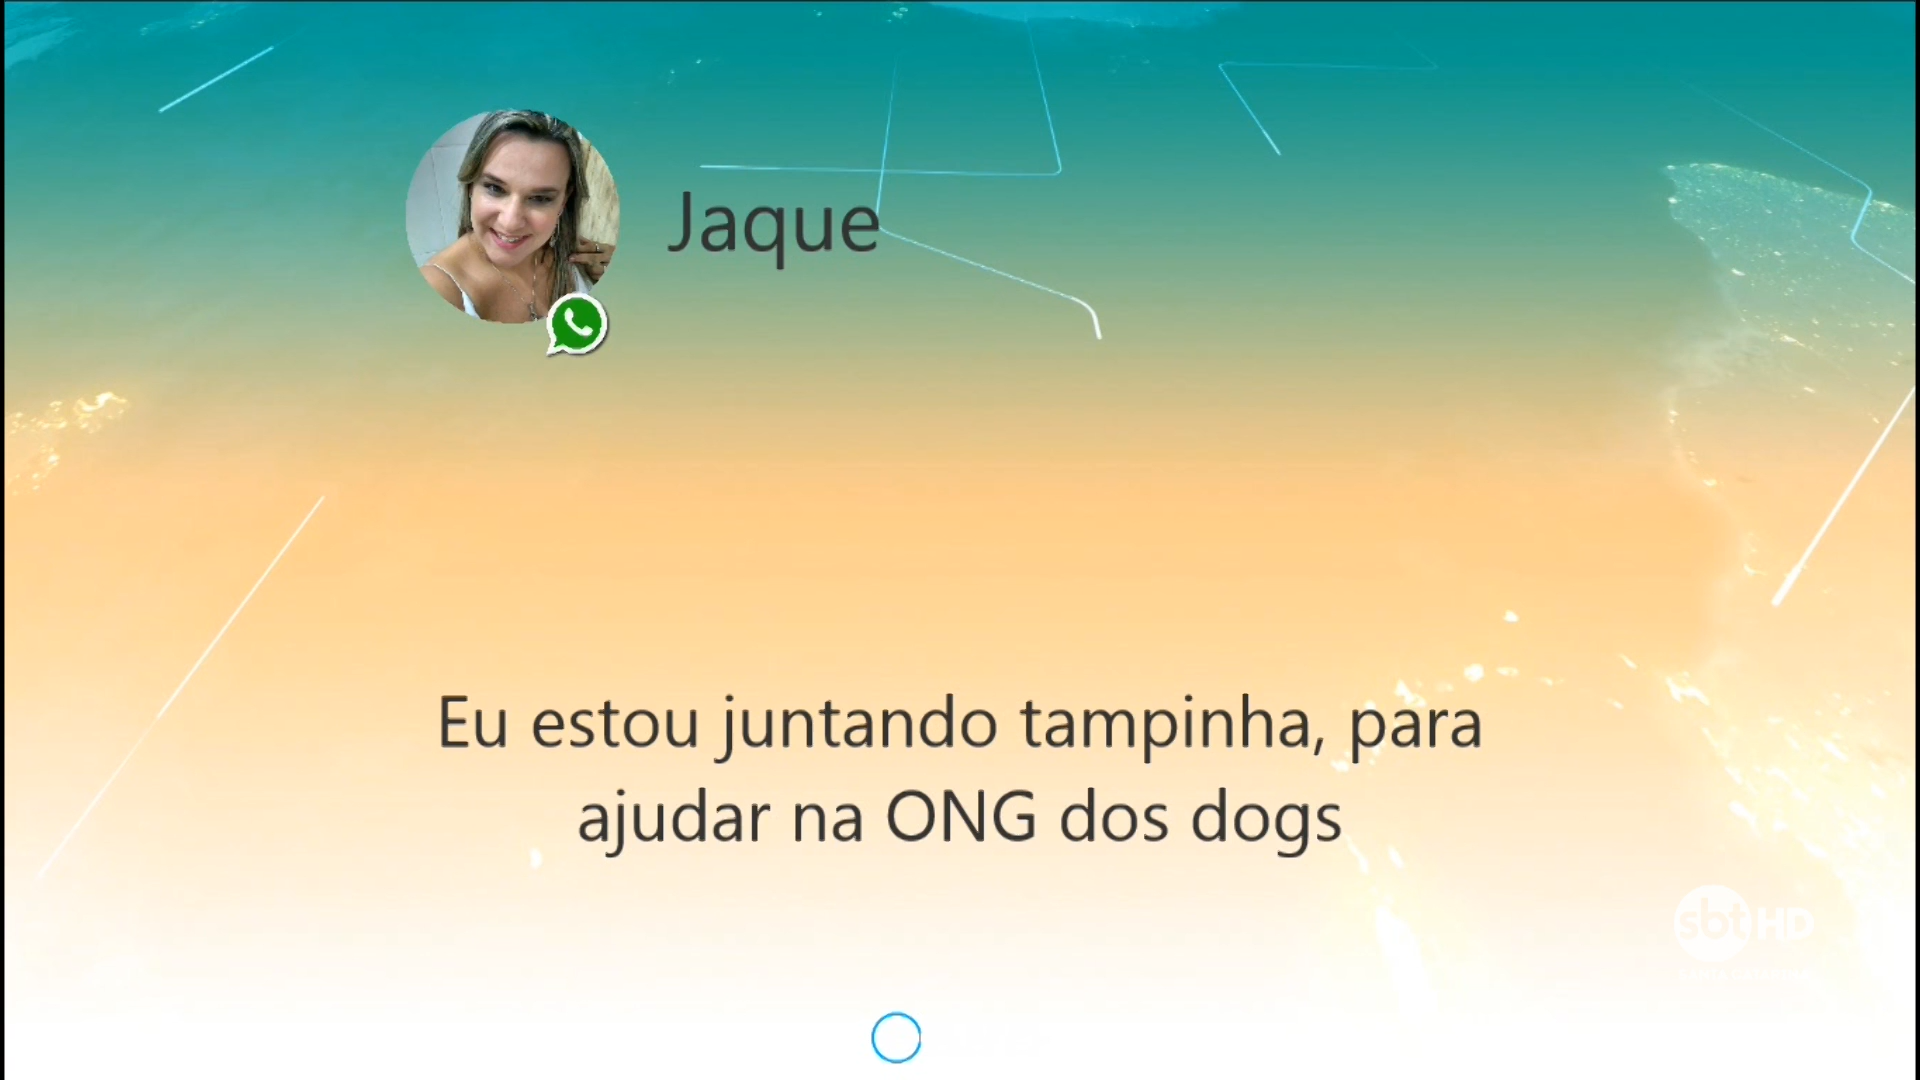 Jaque
Eu estou juntando tampinha, para
ajudar na ONG dos dogs
sbt HD